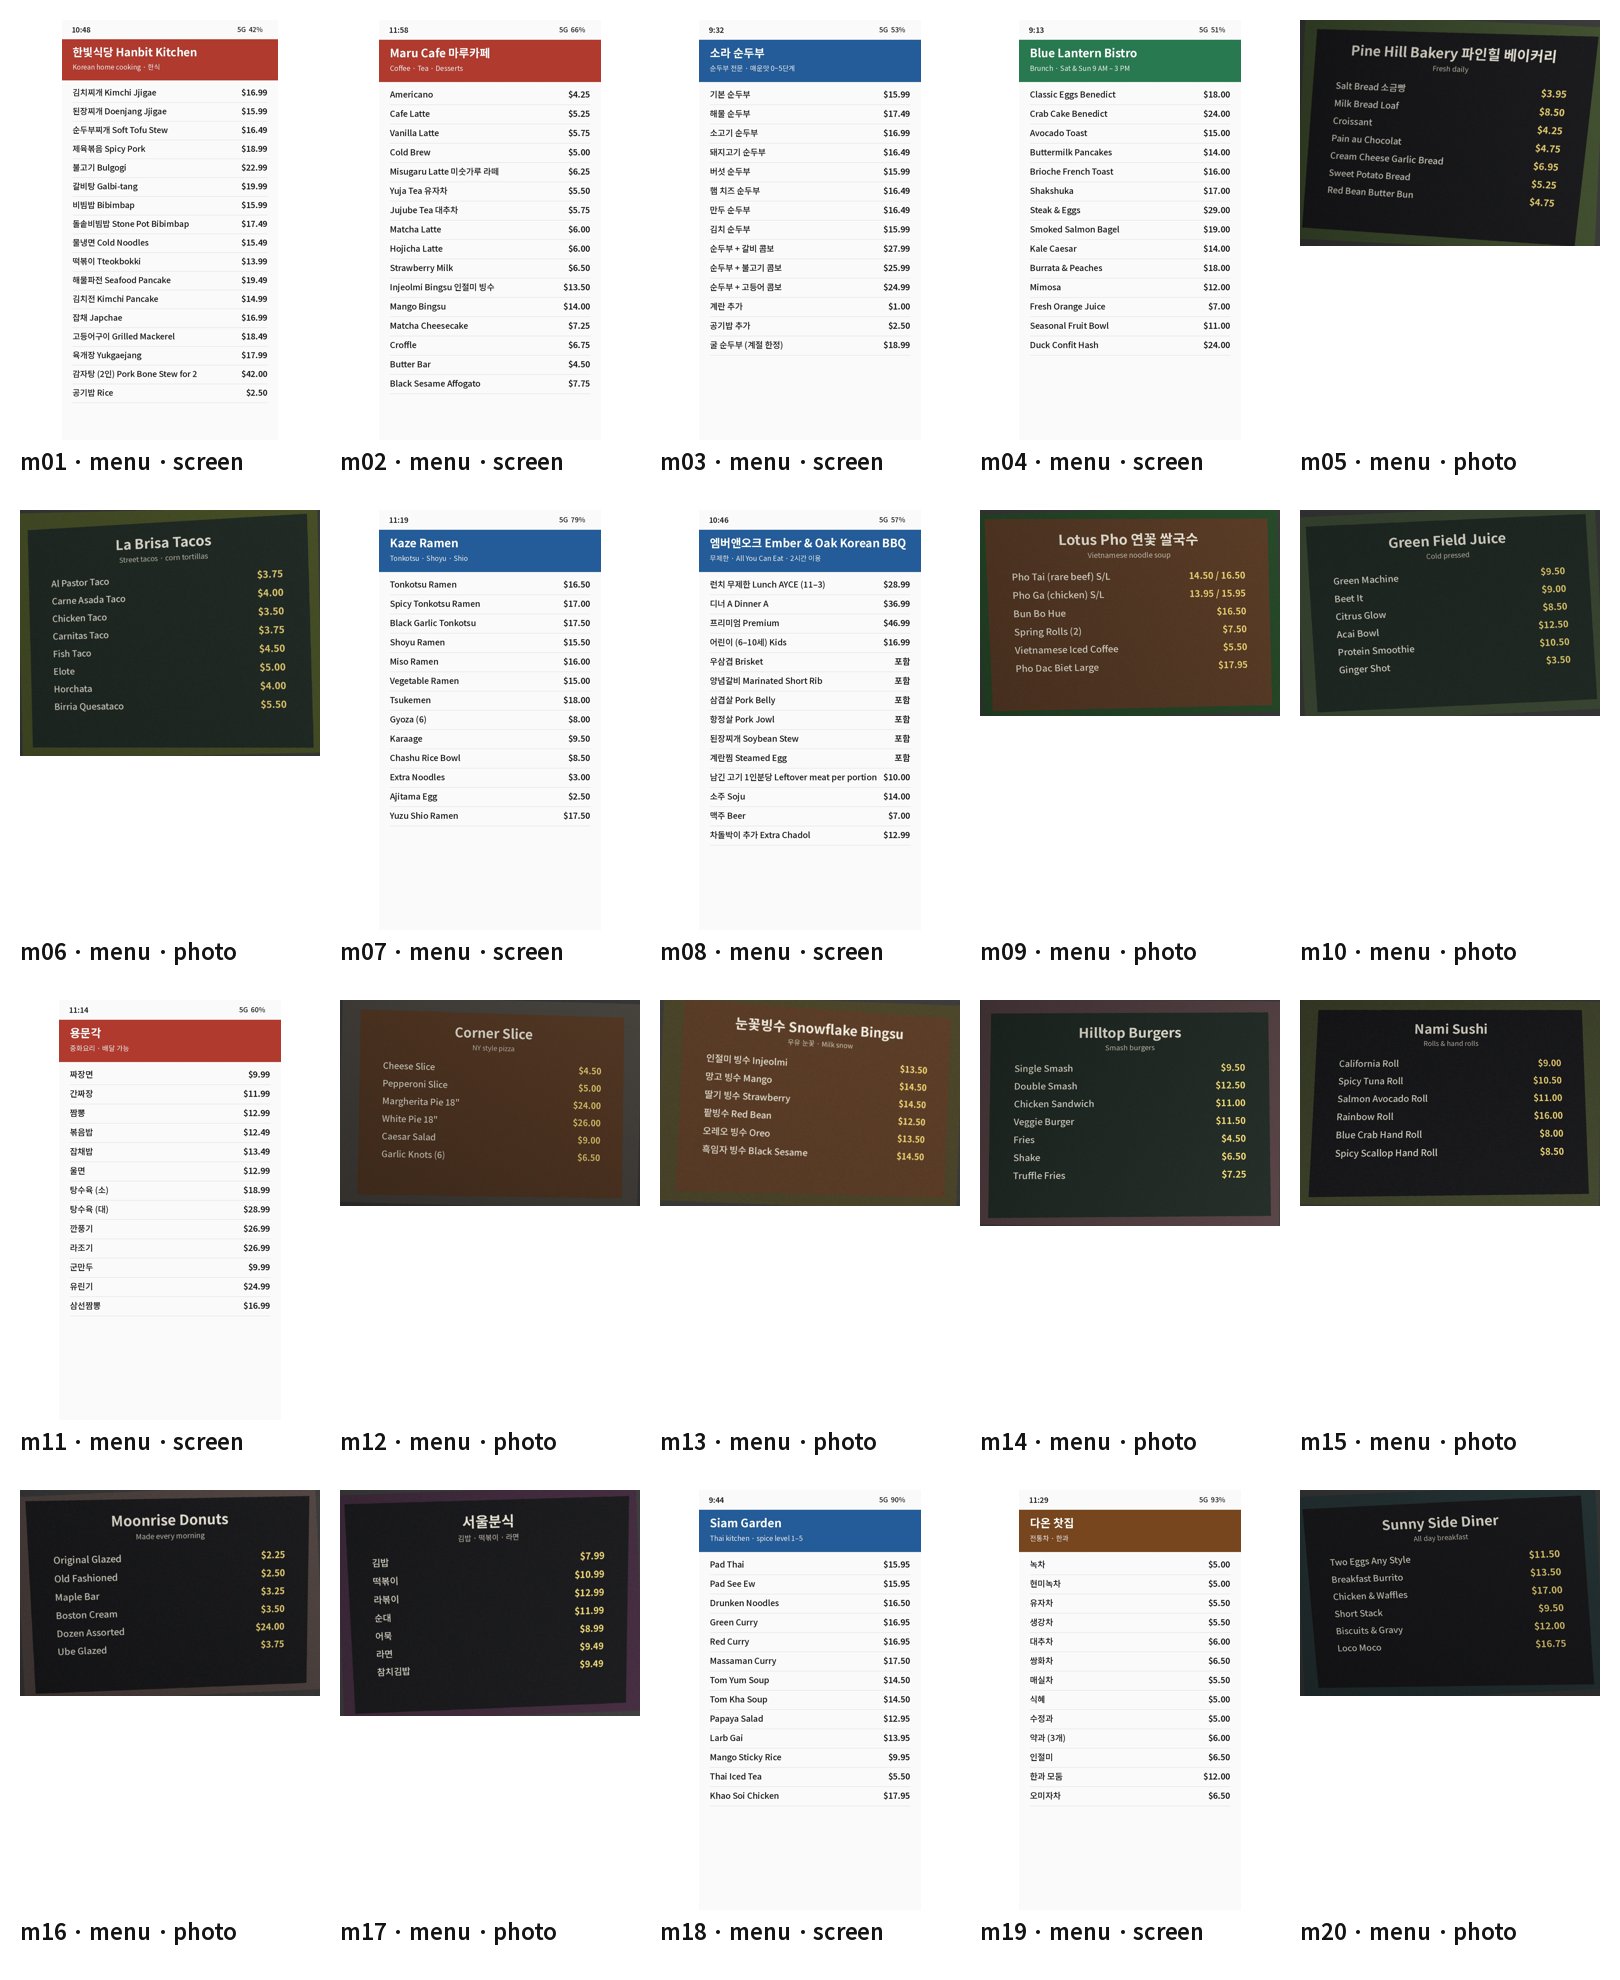 10:48 5G 42%
한빛식당 Hanbit Kitchen
Korean home cooking · 한식
김치찌개 Kimchi Jjigae $16.99
된장찌개 Doenjang Jjigae $15.99
순두부찌개 Soft Tofu Stew $16.49
제육볶음 Spicy Pork $18.99
불고기 Bulgogi $22.99
갈비탕 Galbi-tang $19.99
비빔밥 Bibimbap $15.99
돌솥비빔밥 Stone Pot Bibimbap $17.49
물냉면 Cold Noodles $15.49
떡볶이 Tteokbokki $13.99
해물파전 Seafood Pancake $19.49
김치전 Kimchi Pancake $14.99
잡채 Japchae $16.99
고등어구이 Grilled Mackerel $18.49
육개장 Yukgaejang $17.99
감자탕 (2인) Pork Bone Stew for 2 $42.00
공기밥 Rice $2.50
m01 · menu · screen
11:58 5G 66%
Maru Cafe 마루카페
Coffee · Tea · Desserts
Americano $4.25
Cafe Latte $5.25
Vanilla Latte $5.75
Cold Brew $5.00
Misugaru Latte 미숫가루 라떼 $6.25
Yuja Tea 유자차 $5.50
Jujube Tea 대추차 $5.75
Matcha Latte $6.00
Hojicha Latte $6.00
Strawberry Milk $6.50
Injeolmi Bingsu 인절미 빙수 $13.50
Mango Bingsu $14.00
Matcha Cheesecake $7.25
Croffle $6.75
Butter Bar $4.50
Black Sesame Affogato $7.75
m02 · menu · screen
9:32 5G 53%
소라 순두부
순두부 전문 · 매운맛 0~5단계
기본 순두부 $15.99
해물 순두부 $17.49
소고기 순두부 $16.99
돼지고기 순두부 $16.49
버섯 순두부 $15.99
햄 치즈 순두부 $16.49
만두 순두부 $16.49
김치 순두부 $15.99
순두부 + 갈비 콤보 $27.99
순두부 + 불고기 콤보 $25.99
순두부 + 고등어 콤보 $24.99
계란 추가 $1.00
공기밥 추가 $2.50
굴 순두부 (계절 한정) $18.99
m03 · menu · screen
9:13 5G 51%
Blue Lantern Bistro
Brunch · Sat & Sun 9 AM – 3 PM
Classic Eggs Benedict $18.00
Crab Cake Benedict $24.00
Avocado Toast $15.00
Buttermilk Pancakes $14.00
Brioche French Toast $16.00
Shakshuka $17.00
Steak & Eggs $29.00
Smoked Salmon Bagel $19.00
Kale Caesar $14.00
Burrata & Peaches $18.00
Mimosa $12.00
Fresh Orange Juice $7.00
Seasonal Fruit Bowl $11.00
Duck Confit Hash $24.00
m04 · menu · screen
Pine Hill Bakery 파인힐 베이커리
Fresh daily
Salt Bread 소금빵 $3.95
Milk Bread Loaf $8.50
Croissant $4.25
Pain au Chocolat $4.75
Cream Cheese Garlic Bread $6.95
Sweet Potato Bread $5.25
Red Bean Butter Bun $4.75
m05 · menu · photo
La Brisa Tacos
Street tacos · corn tortillas
Al Pastor Taco $3.75
Carne Asada Taco $4.00
Chicken Taco $3.50
Carnitas Taco $3.75
Fish Taco $4.50
Elote $5.00
Horchata $4.00
Birria Quesataco $5.50
m06 · menu · photo
11:19 5G 79%
Kaze Ramen
Tonkotsu · Shoyu · Shio
Tonkotsu Ramen $16.50
Spicy Tonkotsu Ramen $17.00
Black Garlic Tonkotsu $17.50
Shoyu Ramen $15.50
Miso Ramen $16.00
Vegetable Ramen $15.00
Tsukemen $18.00
Gyoza (6) $8.00
Karaage $9.50
Chashu Rice Bowl $8.50
Extra Noodles $3.00
Ajitama Egg $2.50
Yuzu Shio Ramen $17.50
m07 · menu · screen
10:46 5G 57%
엠버앤오크 Ember & Oak Korean BBQ
무제한 · All You Can Eat · 2시간 이용
런치 무제한 Lunch AYCE (11–3) $28.99
디너 A Dinner A $36.99
프리미엄 Premium $46.99
어린이 (6–10세) Kids $16.99
우삼겹 Brisket 포함
양념갈비 Marinated Short Rib 포함
삼겹살 Pork Belly 포함
항정살 Pork Jowl 포함
된장찌개 Soybean Stew 포함
계란찜 Steamed Egg 포함
남긴 고기 1인분당 Leftover meat per portion $10.00
소주 Soju $14.00
맥주 Beer $7.00
차돌박이 추가 Extra Chadol $12.99
m08 · menu · screen
Lotus Pho 연꽃 쌀국수
Vietnamese noodle soup
Pho Tai (rare beef) S/L 14.50 / 16.50
Pho Ga (chicken) S/L 13.95 / 15.95
Bun Bo Hue $16.50
Spring Rolls (2) $7.50
Vietnamese Iced Coffee $5.50
Pho Dac Biet Large $17.95
m09 · menu · photo
Green Field Juice
Cold pressed
Green Machine $9.50
Beet It $9.00
Citrus Glow $8.50
Acai Bowl $12.50
Protein Smoothie $10.50
Ginger Shot $3.50
m10 · menu · photo
11:14 5G 60%
용문각
중화요리 · 배달 가능
짜장면 $9.99
간짜장 $11.99
짬뽕 $12.99
볶음밥 $12.49
잡채밥 $13.49
울면 $12.99
탕수육 (소) $18.99
탕수육 (대) $28.99
깐풍기 $26.99
라조기 $26.99
군만두 $9.99
유린기 $24.99
삼선짬뽕 $16.99
m11 · menu · screen
Corner Slice
NY style pizza
Cheese Slice $4.50
Pepperoni Slice $5.00
Margherita Pie 18" $24.00
White Pie 18" $26.00
Caesar Salad $9.00
Garlic Knots (6) $6.50
m12 · menu · photo
눈꽃빙수 Snowflake Bingsu
우유 눈꽃 · Milk snow
인절미 빙수 Injeolmi $13.50
망고 빙수 Mango $14.50
딸기 빙수 Strawberry $14.50
팥빙수 Red Bean $12.50
오레오 빙수 Oreo $13.50
흑임자 빙수 Black Sesame $14.50
m13 · menu · photo
Hilltop Burgers
Smash burgers
Single Smash $9.50
Double Smash $12.50
Chicken Sandwich $11.00
Veggie Burger $11.50
Fries $4.50
Shake $6.50
Truffle Fries $7.25
m14 · menu · photo
Nami Sushi
Rolls & hand rolls
California Roll $9.00
Spicy Tuna Roll $10.50
Salmon Avocado Roll $11.00
Rainbow Roll $16.00
Blue Crab Hand Roll $8.00
Spicy Scallop Hand Roll $8.50
m15 · menu · photo
Moonrise Donuts
Made every morning
Original Glazed $2.25
Old Fashioned $2.50
Maple Bar $3.25
Boston Cream $3.50
Dozen Assorted $24.00
Ube Glazed $3.75
m16 · menu · photo
서울분식
김밥 · 떡볶이 · 라면
김밥 $7.99
떡볶이 $10.99
라볶이 $12.99
순대 $11.99
어묵 $8.99
라면 $9.49
참치김밥 $9.49
m17 · menu · photo
9:44 5G 90%
Siam Garden
Thai kitchen · spice level 1–5
Pad Thai $15.95
Pad See Ew $15.95
Drunken Noodles $16.50
Green Curry $16.95
Red Curry $16.95
Massaman Curry $17.50
Tom Yum Soup $14.50
Tom Kha Soup $14.50
Papaya Salad $12.95
Larb Gai $13.95
Mango Sticky Rice $9.95
Thai Iced Tea $5.50
Khao Soi Chicken $17.95
m18 · menu · screen
11:29 5G 93%
다온 찻집
전통차 · 한과
녹차 $5.00
현미녹차 $5.00
유자차 $5.50
생강차 $5.50
대추차 $6.00
쌍화차 $6.50
매실차 $5.50
식혜 $5.00
수정과 $5.00
약과 (3개) $6.00
인절미 $6.50
한과 모둠 $12.00
오미자차 $6.50
m19 · menu · screen
Sunny Side Diner
All day breakfast
Two Eggs Any Style $11.50
Breakfast Burrito $13.50
Chicken & Waffles $17.00
Short Stack $9.50
Biscuits & Gravy $12.00
Loco Moco $16.75
m20 · menu · photo